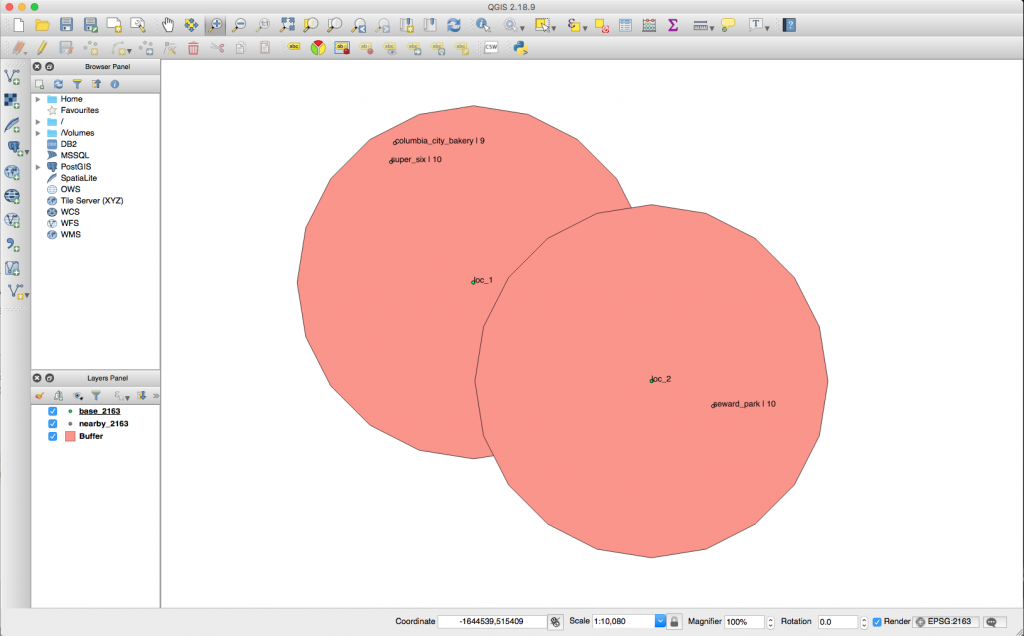 QGIS 2.18.9
Browser Panel
Home
Favourites
/
/Volumes
DB2
MSSQL
PostGIS
SpatiaLite
OWS
Tile Server (XYZ)
WCS
WFS
WMS
columbia_city_bakery | 9
super_six | 10
loc_1
loc_2
seward_park | 10
Layers Panel
base_2163
nearby_2163
Buffer
Coordinate -1644539,515409 Scale 1:10,080 Magnifier 100% Rotation 0.0 Render EPSG:2163